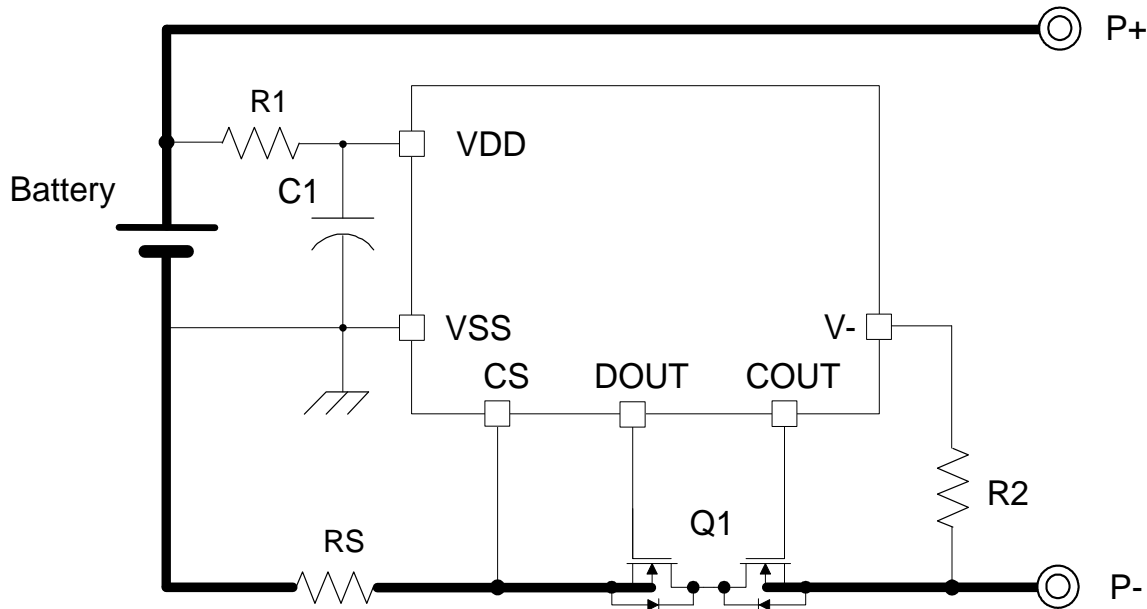 P+
R1
VDD
C1
Battery
VSS
V-
CS DOUT COUT
R2
Q1
RS
P-